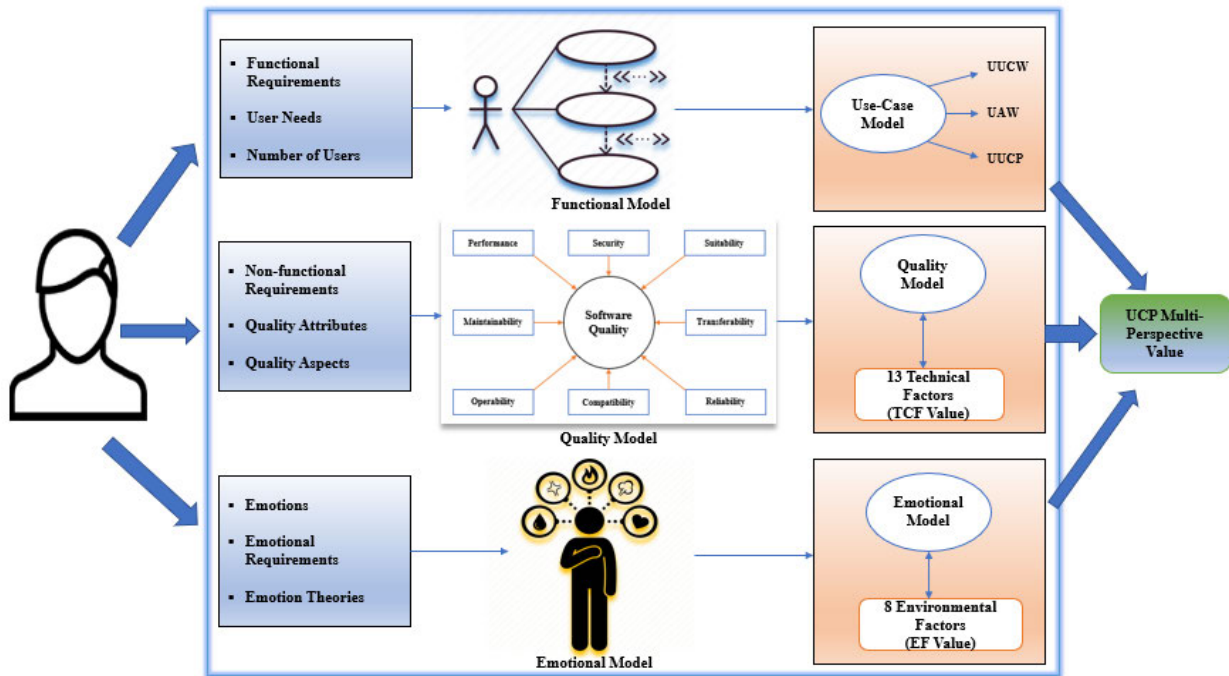 ▪ Functional
Requirements
▪ User Needs
▪ Number of Users
<<···>>
<<···>>
Functional Model
Use-Case
Model
UUCW
UAW
UUCP
▪ Non-functional
Requirements
▪ Quality Attributes
▪ Quality Aspects
Performance
Security
Suitability
Maintainability
Software
Quality
Transferability
Operability
Compatibility
Reliability
Quality Model
Quality
Model
13 Technical
Factors
(TCF Value)
UCP Multi-
Perspective
Value
▪ Emotions
▪ Emotional
Requirements
▪ Emotion Theories
Emotional Model
Emotional
Model
8 Environmental
Factors
(EF Value)